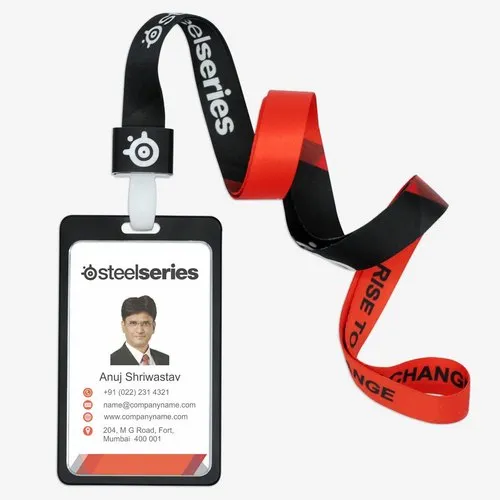 steelseries
RISE TO
CHANGE
NGE
steelseries
Anuj Shriwastav
+91 (022) 231 4321
name@companyname.com
www.companyname.com
204, M G Road, Fort,
Mumbai 400 001